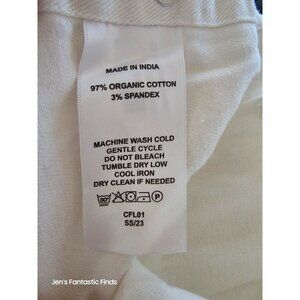 MADE IN INDIA
97% ORGANIC COTTON
3% SPANDEX
MACHINE WASH COLD
GENTLE CYCLE
DO NOT BLEACH
TUMBLE DRY LOW
COOL IRON
DRY CLEAN IF NEEDED
CFL01
SS/23
Jen's Fantastic Finds